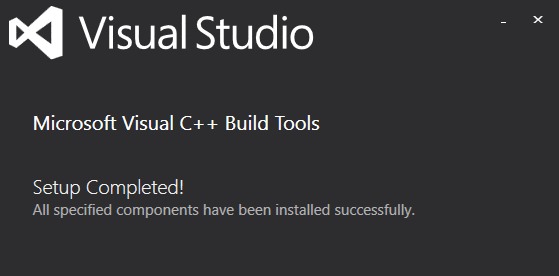 Visual Studio
Microsoft Visual C++ Build Tools
Setup Completed!
All specified components have been installed successfully.